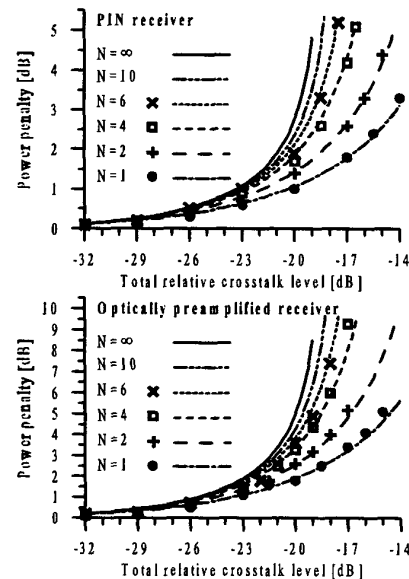 PIN receiver
Power penalty [dB]
5
4
3
2
1
0
N=∞
N=10
N=6
N=4
N=2
N=1
-32 -29 -26 -23 -20 -17 -14
Total relative crosstalk level [dB]
Optically preamplified receiver
Power penalty [dB]
10
9
8
7
6
5
4
3
2
1
0
N=∞
N=10
N=6
N=4
N=2
N=1
-32 -29 -26 -23 -20 -17 -14
Total relative crosstalk level [dB]